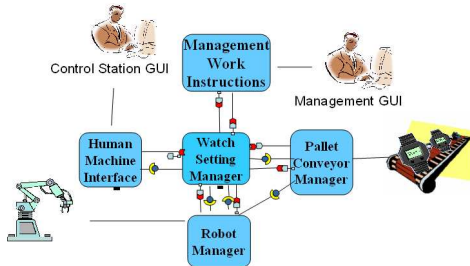 Management
Work
Instructions
Control Station GUI
Management GUI
Human
Machine
Interface
Watch
Setting
Manager
Pallet
Conveyor
Manager
Robot
Manager